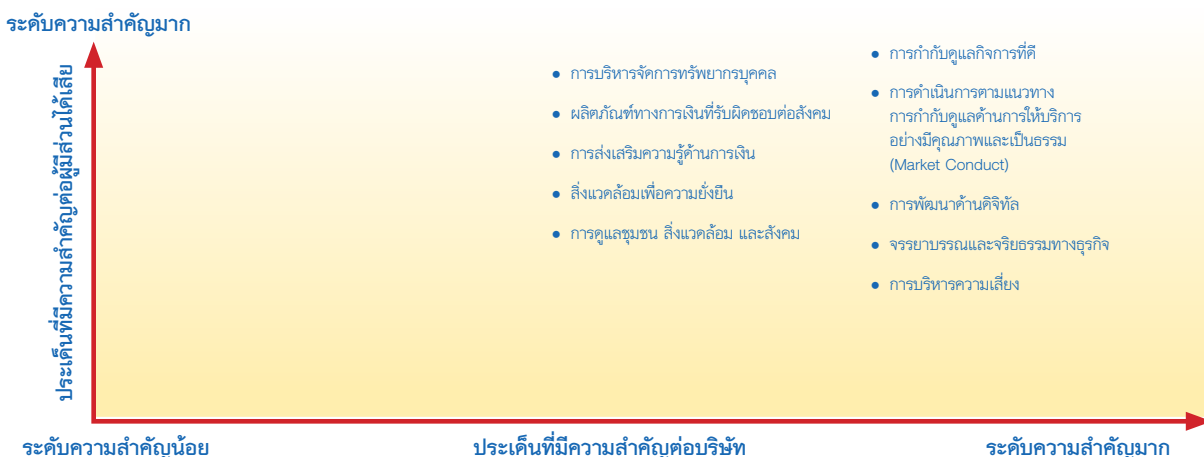 ระดับความสำคัญมาก
ประเด็นที่มีความสำคัญต่อผู้มีส่วนได้เสีย
● การบริหารจัดการทรัพยากรบุคคล
● ผลิตภัณฑ์ทางการเงินที่รับผิดชอบต่อสังคม
● การส่งเสริมความรู้ด้านการเงิน
● สิ่งแวดล้อมเพื่อความยั่งยืน
● การดูแลชุมชน สิ่งแวดล้อม และสังคม
● การกำกับดูแลกิจการที่ดี
● การดำเนินการตามแนวทาง
การกำกับดูแลด้านการให้บริการ
อย่างมีคุณภาพและเป็นธรรม
(Market Conduct)
● การพัฒนาด้านดิจิทัล
● จรรยาบรรณและจริยธรรมทางธุรกิจ
● การบริหารความเสี่ยง
ระดับความสำคัญน้อย
ประเด็นที่มีความสำคัญต่อบริษัท
ระดับความสำคัญมาก